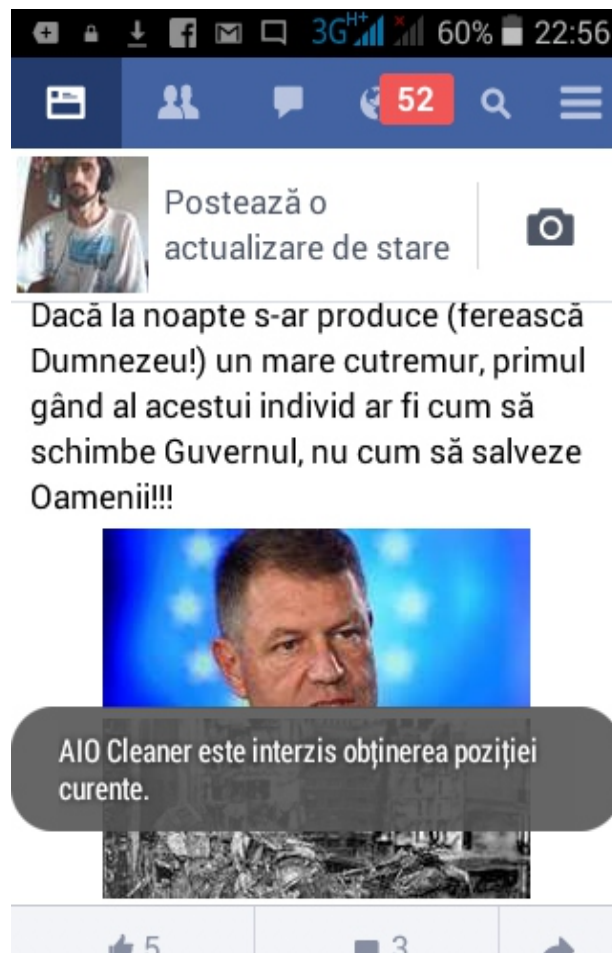 3G H+ 60% 22:56
52
Postează o
actualizare de stare
Dacă la noapte s-ar produce (ferească
Dumnezeu!) un mare cutremur, primul
gând al acestui individ ar fi cum să
schimbe Guvernul, nu cum să salveze
Oamenii!!!
AIO Cleaner este interzis obținerea poziției
curente.
5 3